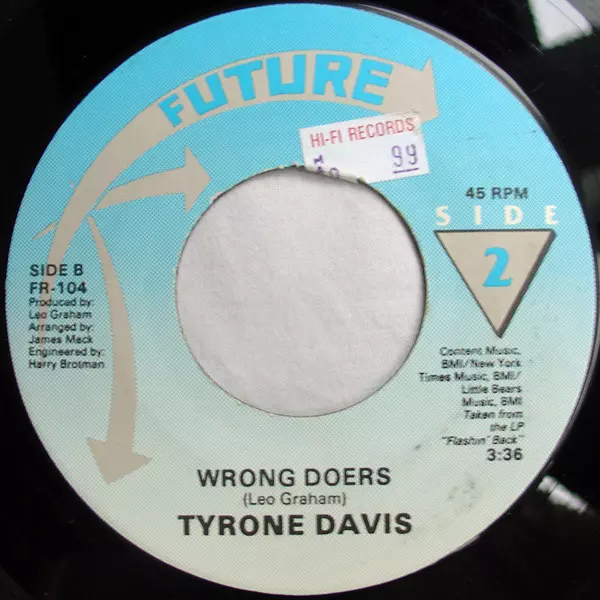 FUTURE
HI-FI RECORDS
99
45 RPM
SIDE
2
SIDE B
FR-104
Produced by:
Leo Graham
Arranged by:
James Mack
Engineered by:
Harry Brotman
Content Music,
BMI/New York
Times Music, BMI/
Little Bears
Music, BMI
Taken from
the LP
"Flashin' Back"
3:36
WRONG DOERS
(Leo Graham)
TYRONE DAVIS